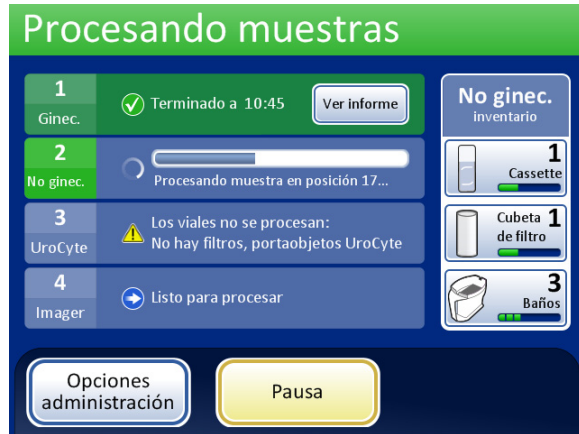 Procesando muestras
1
Ginec.
Terminado a 10:45
Ver informe
2
No ginec.
Procesando muestra en posición 17...
3
UroCyte
Los viales no se procesan:
No hay filtros, portaobjetos UroCyte
4
Imager
Listo para procesar
No ginec.
inventario
1
Cassette
Cubeta 1
de filtro
3
Baños
Opciones
administración
Pausa